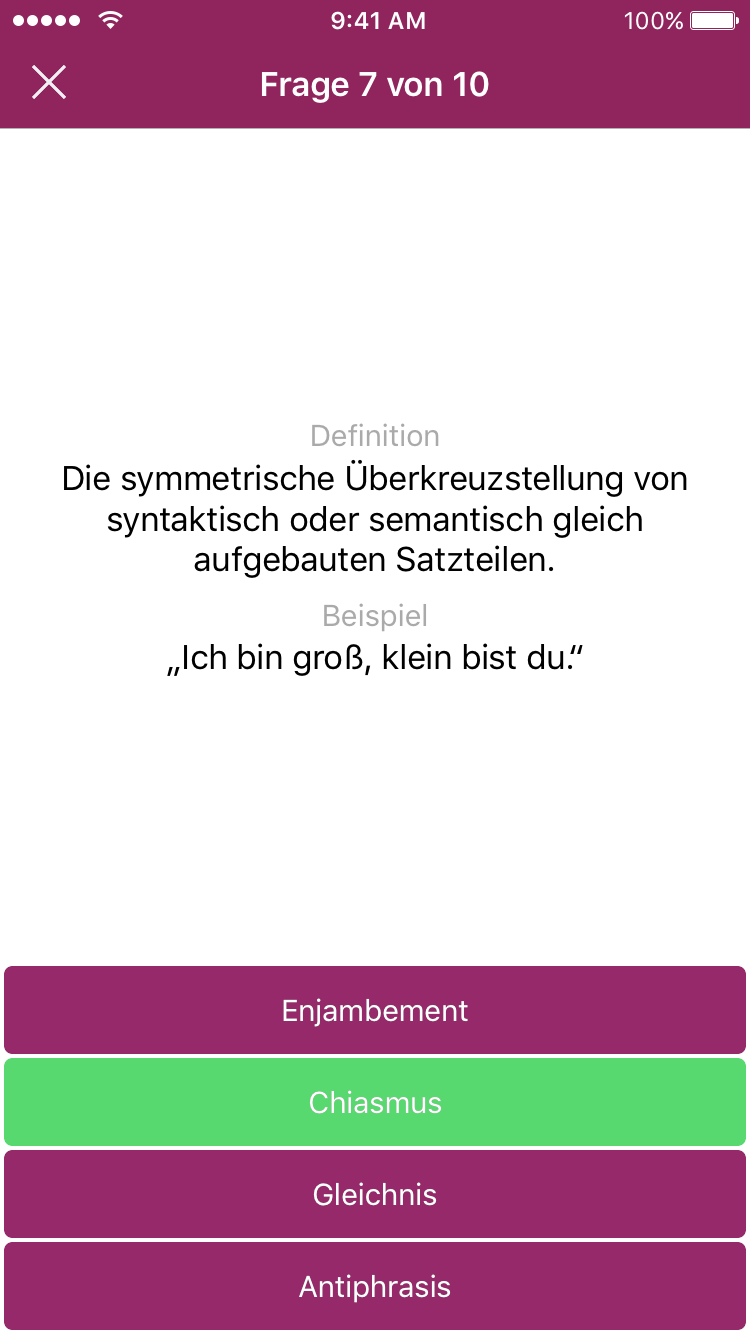 9:41 AM
100%
Frage 7 von 10
Definition
Die symmetrische Überkreuzstellung von
syntaktisch oder semantisch gleich
aufgebauten Satzteilen.
Beispiel
„Ich bin groß, klein bist du.“
Enjambement
Chiasmus
Gleichnis
Antiphrasis